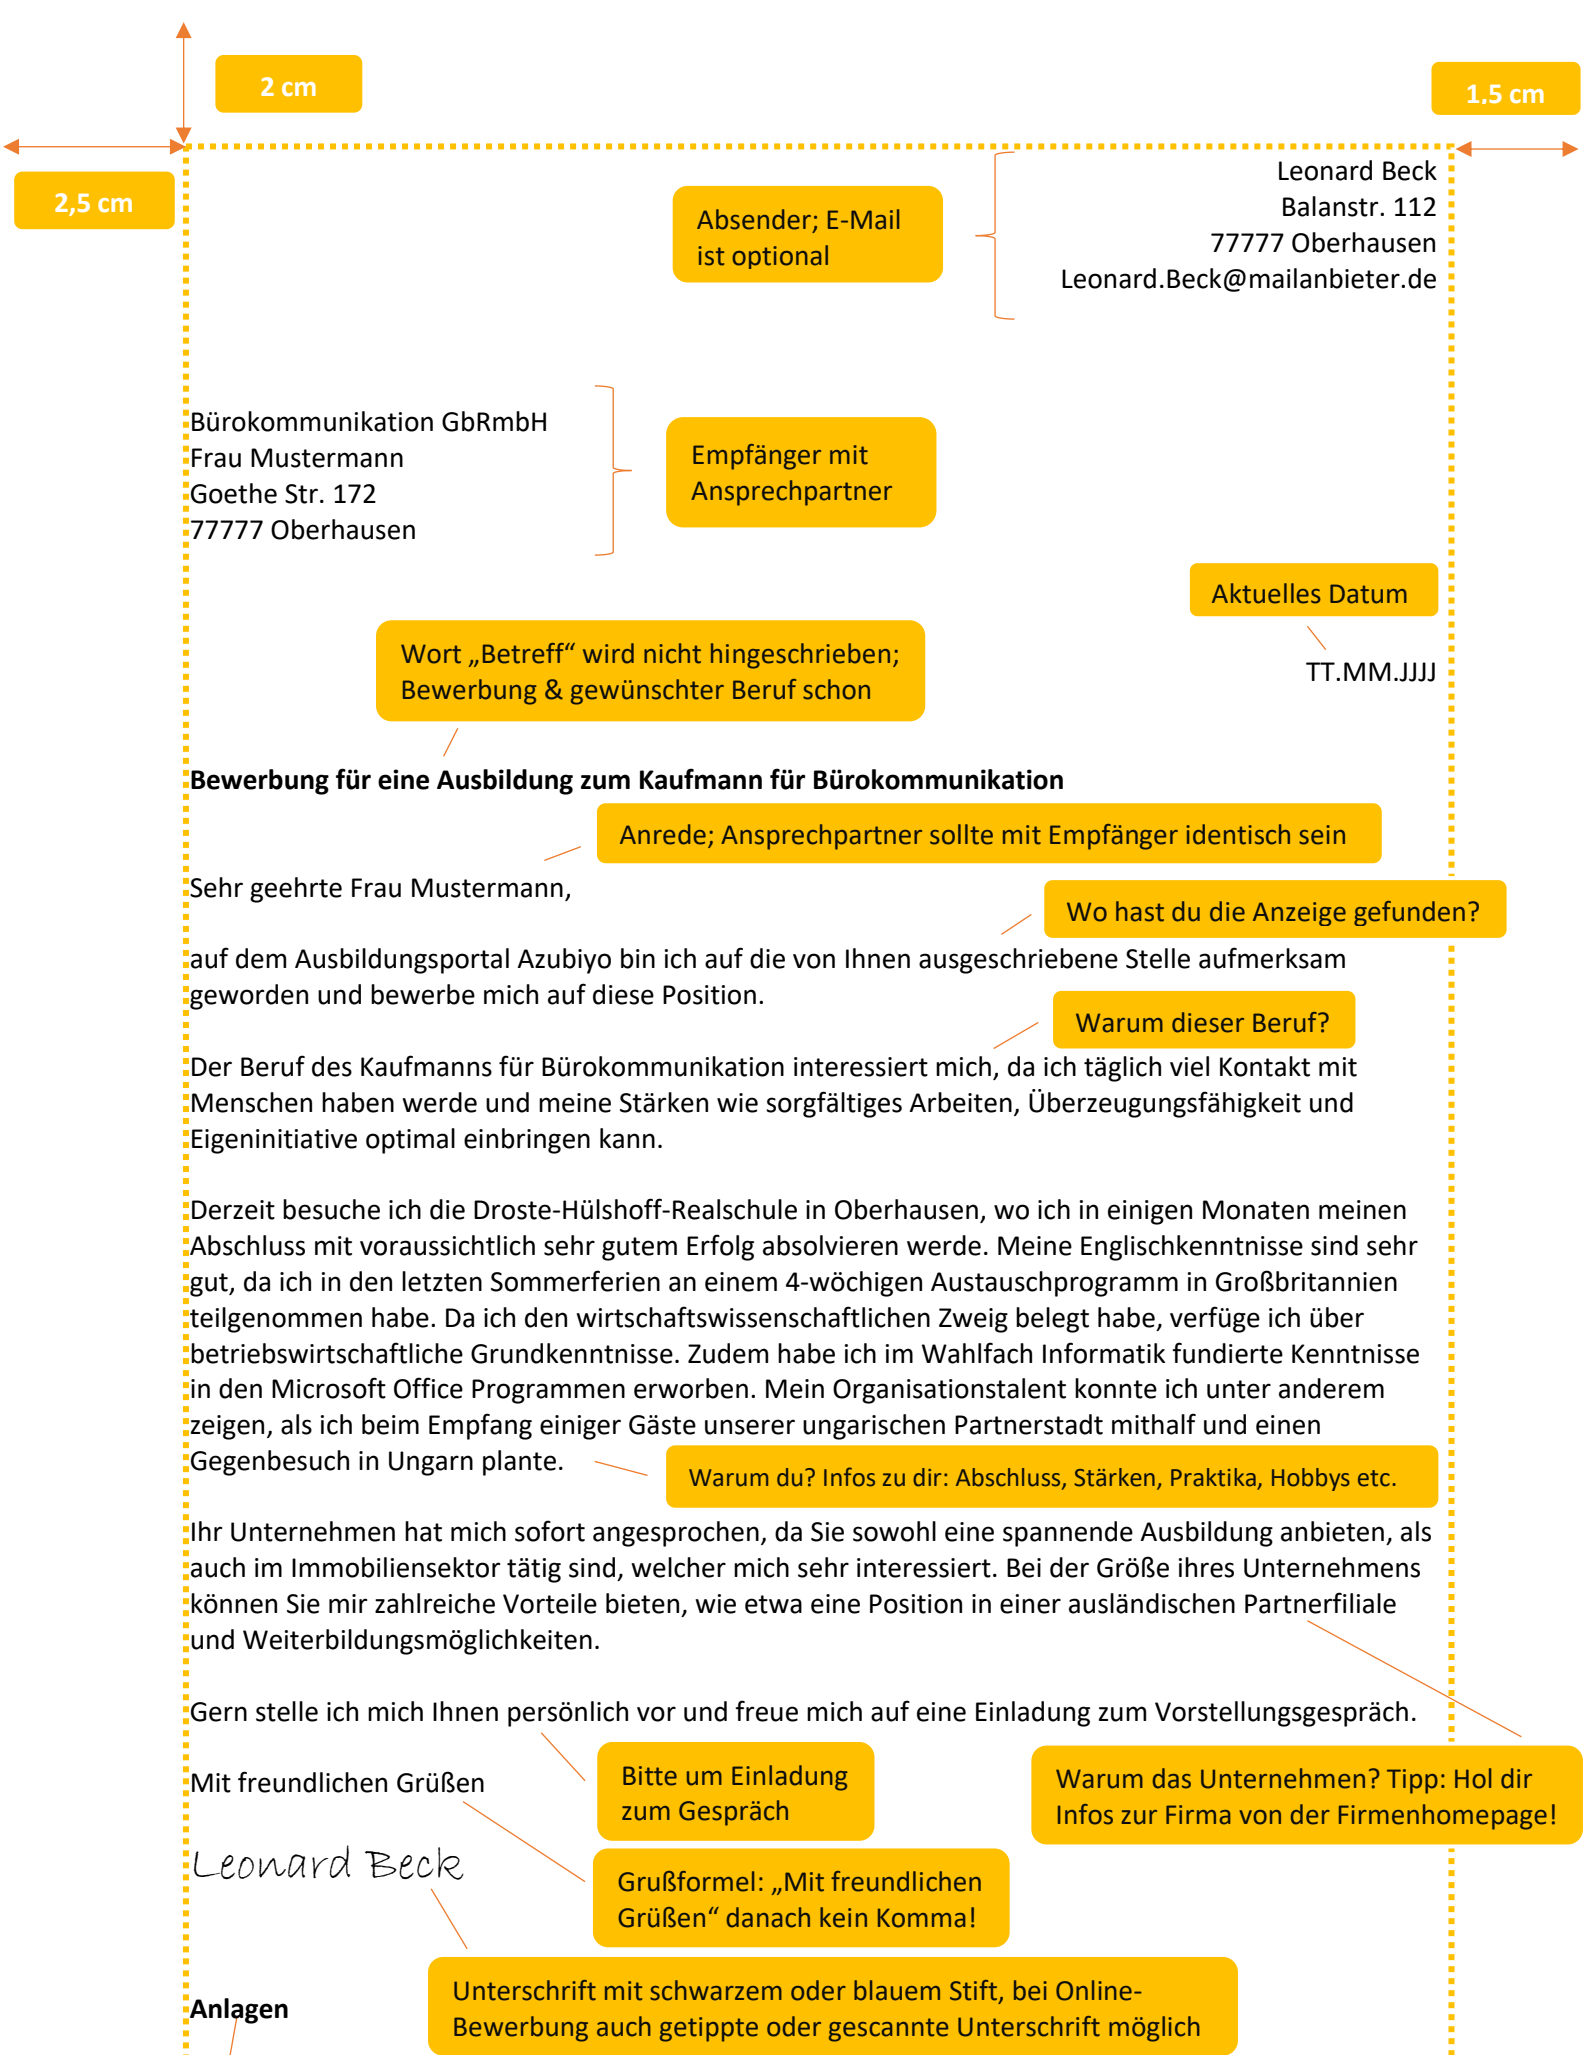 2 cm
1,5 cm
2,5 cm
Absender; E-Mail
ist optional
Leonard Beck
Balanstr. 112
77777 Oberhausen
Leonard.Beck@mailanbieter.de
Bürokommunikation GbRmbH
Frau Mustermann
Goethe Str. 172
77777 Oberhausen
Empfänger mit
Ansprechpartner
Aktuelles Datum
TT.MM.JJJJ
Wort „Betreff“ wird nicht hingeschrieben;
Bewerbung & gewünschter Beruf schon
Bewerbung für eine Ausbildung zum Kaufmann für Bürokommunikation
Anrede; Ansprechpartner sollte mit Empfänger identisch sein
Sehr geehrte Frau Mustermann,
Wo hast du die Anzeige gefunden?
auf dem Ausbildungsportal Azubiyo bin ich auf die von Ihnen ausgeschriebene Stelle aufmerksam
geworden und bewerbe mich auf diese Position.
Warum dieser Beruf?
Der Beruf des Kaufmanns für Bürokommunikation interessiert mich, da ich täglich viel Kontakt mit
Menschen haben werde und meine Stärken wie sorgfältiges Arbeiten, Überzeugungsfähigkeit und
Eigeninitiative optimal einbringen kann.
Derzeit besuche ich die Droste-Hülshoff-Realschule in Oberhausen, wo ich in einigen Monaten meinen
Abschluss mit voraussichtlich sehr gutem Erfolg absolvieren werde. Meine Englischkenntnisse sind sehr
gut, da ich in den letzten Sommerferien an einem 4-wöchigen Austauschprogramm in Großbritannien
teilgenommen habe. Da ich den wirtschaftswissenschaftlichen Zweig belegt habe, verfüge ich über
betriebswirtschaftliche Grundkenntnisse. Zudem habe ich im Wahlfach Informatik fundierte Kenntnisse
in den Microsoft Office Programmen erworben. Mein Organisationstalent konnte ich unter anderem
zeigen, als ich beim Empfang einiger Gäste unserer ungarischen Partnerstadt mithalf und einen
Gegenbesuch in Ungarn plante.
Warum du? Infos zu dir: Abschluss, Stärken, Praktika, Hobbys etc.
Ihr Unternehmen hat mich sofort angesprochen, da Sie sowohl eine spannende Ausbildung anbieten, als
auch im Immobiliensektor tätig sind, welcher mich sehr interessiert. Bei der Größe ihres Unternehmens
können Sie mir zahlreiche Vorteile bieten, wie etwa eine Position in einer ausländischen Partnerfiliale
und Weiterbildungsmöglichkeiten.
Gern stelle ich mich Ihnen persönlich vor und freue mich auf eine Einladung zum Vorstellungsgespräch.
Mit freundlichen Grüßen
Bitte um Einladung
zum Gespräch
Warum das Unternehmen? Tipp: Hol dir
Infos zur Firma von der Firmenhomepage!
Leonard Beck
Grußformel: „Mit freundlichen
Grüßen“ danach kein Komma!
Anlagen
Unterschrift mit schwarzem oder blauem Stift, bei Online-
Bewerbung auch getippte oder gescannte Unterschrift möglich